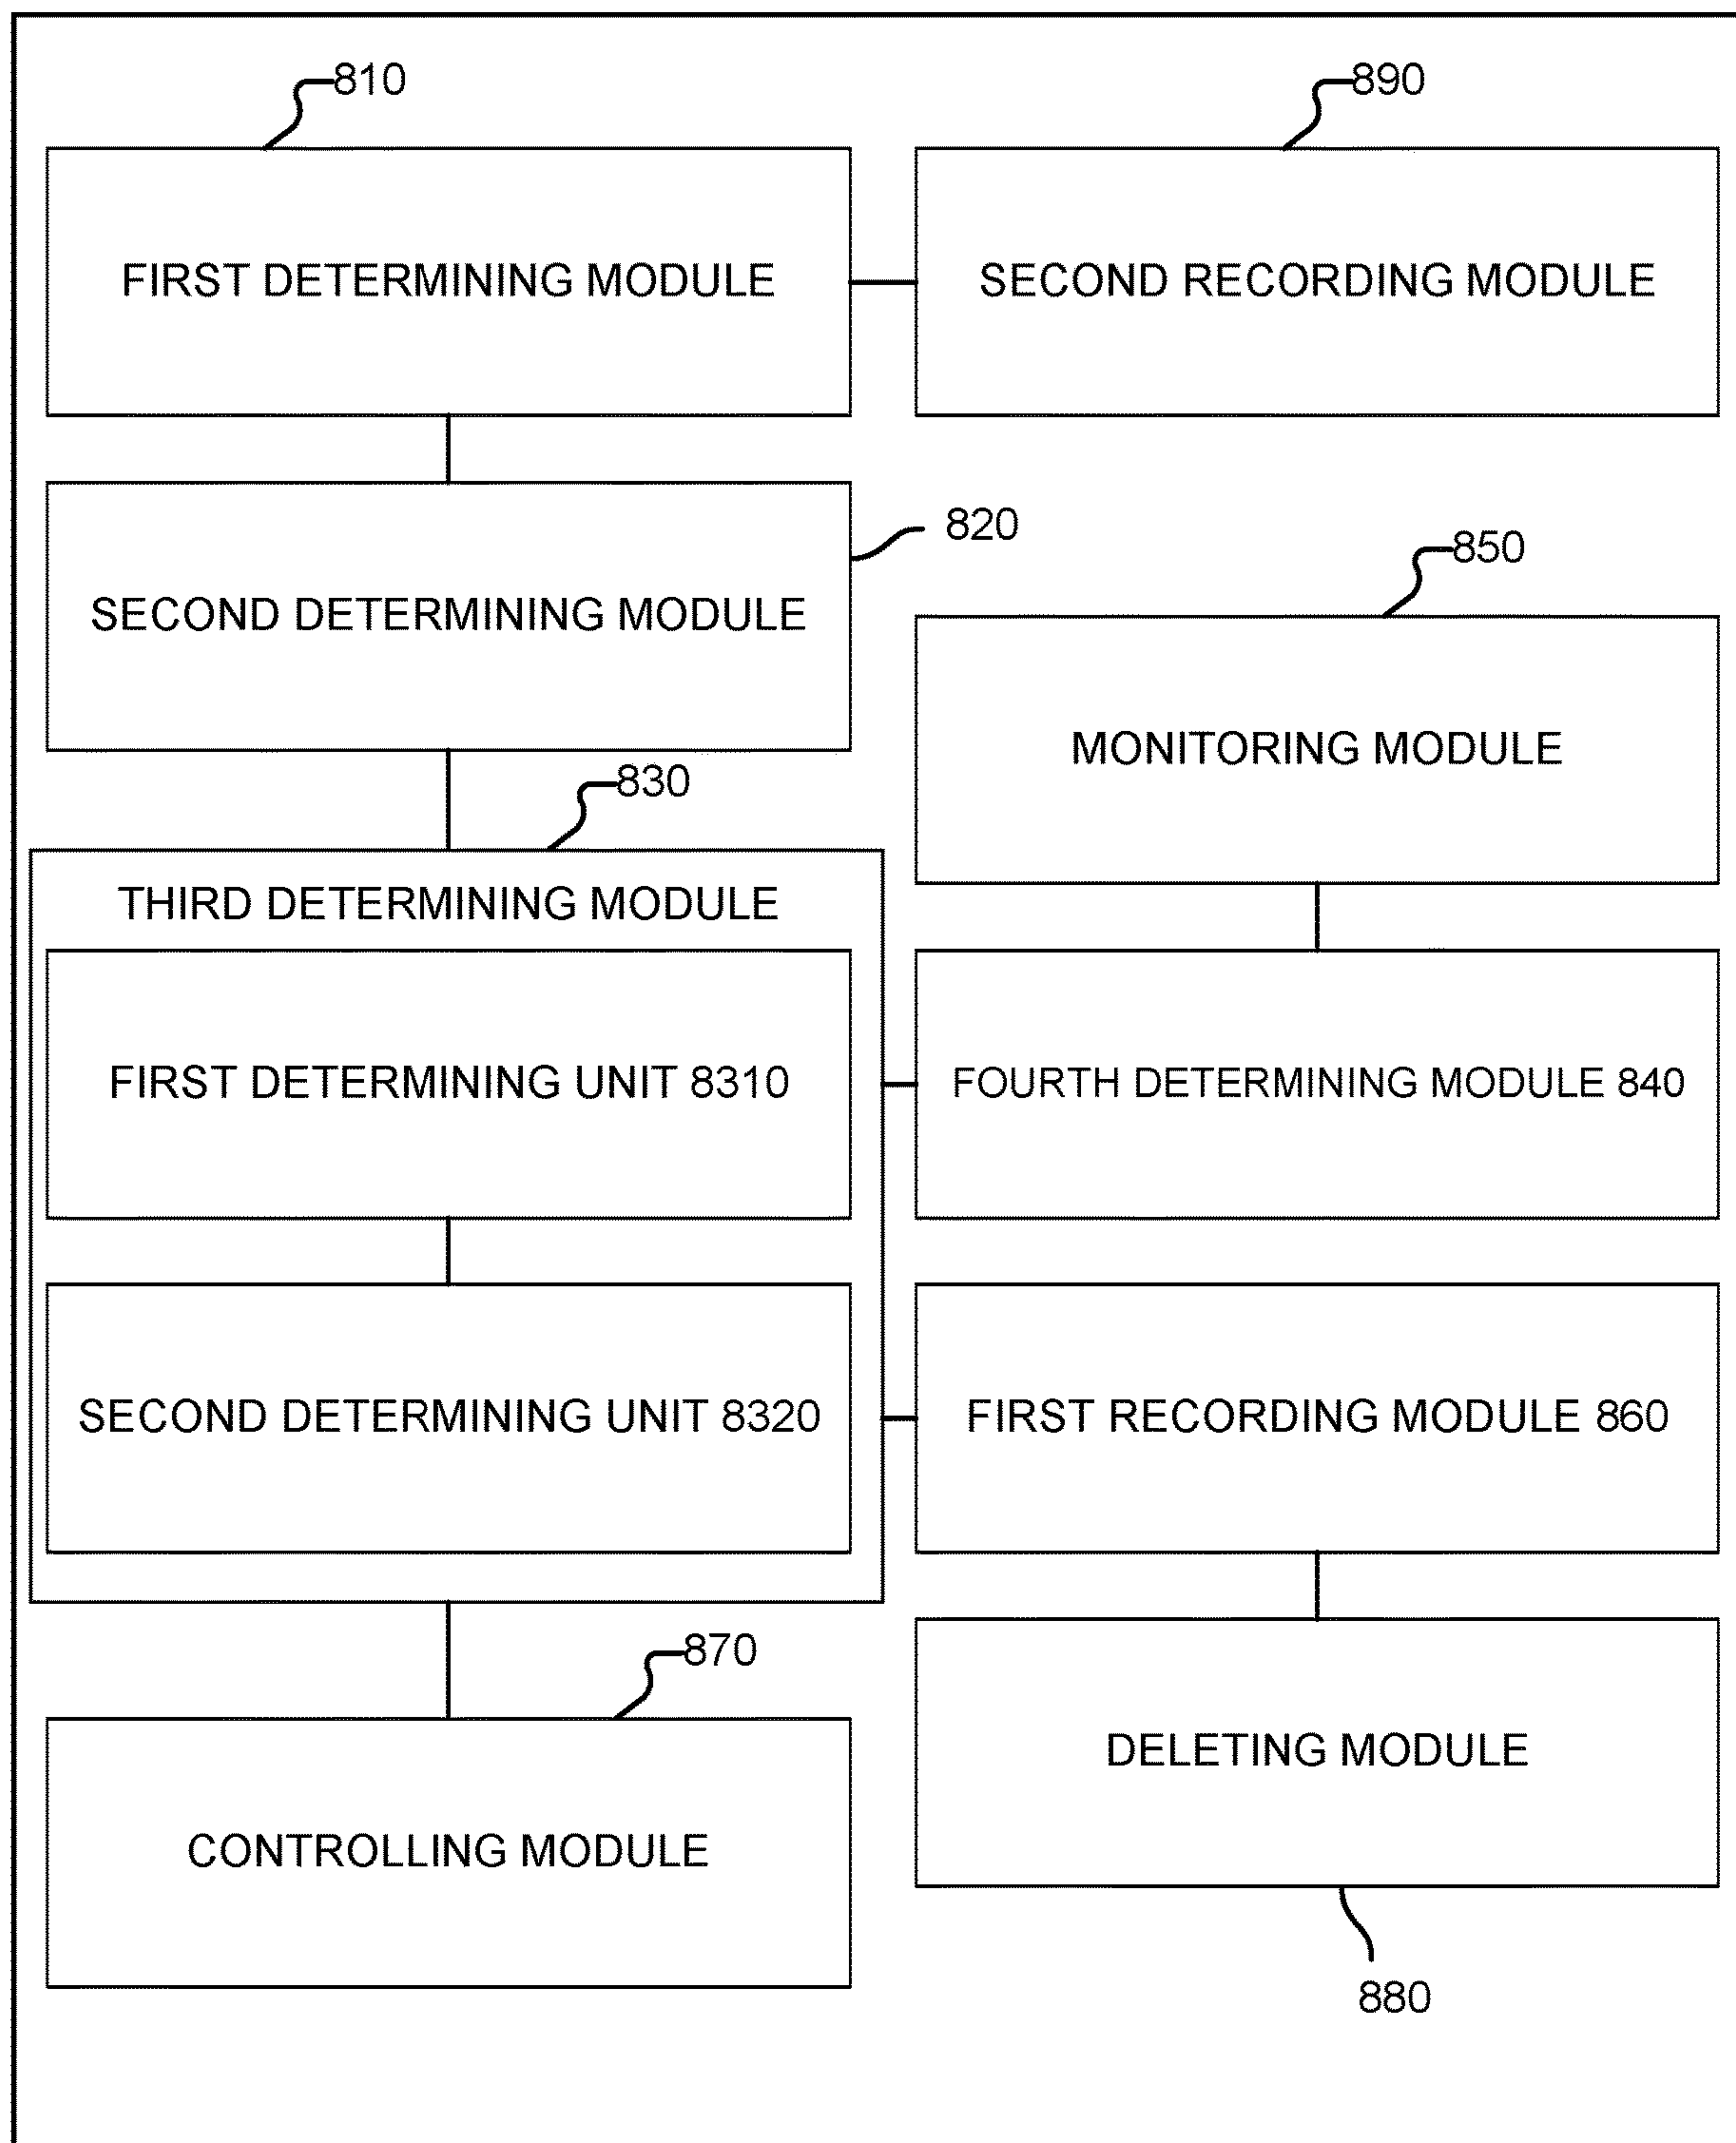 810
890
FIRST DETERMINING MODULE
SECOND RECORDING MODULE
820
SECOND DETERMINING MODULE
850
MONITORING MODULE
830
THIRD DETERMINING MODULE
FIRST DETERMINING UNIT 8310
FOURTH DETERMINING MODULE 840
SECOND DETERMINING UNIT 8320
FIRST RECORDING MODULE 860
870
DELETING MODULE
CONTROLLING MODULE
880